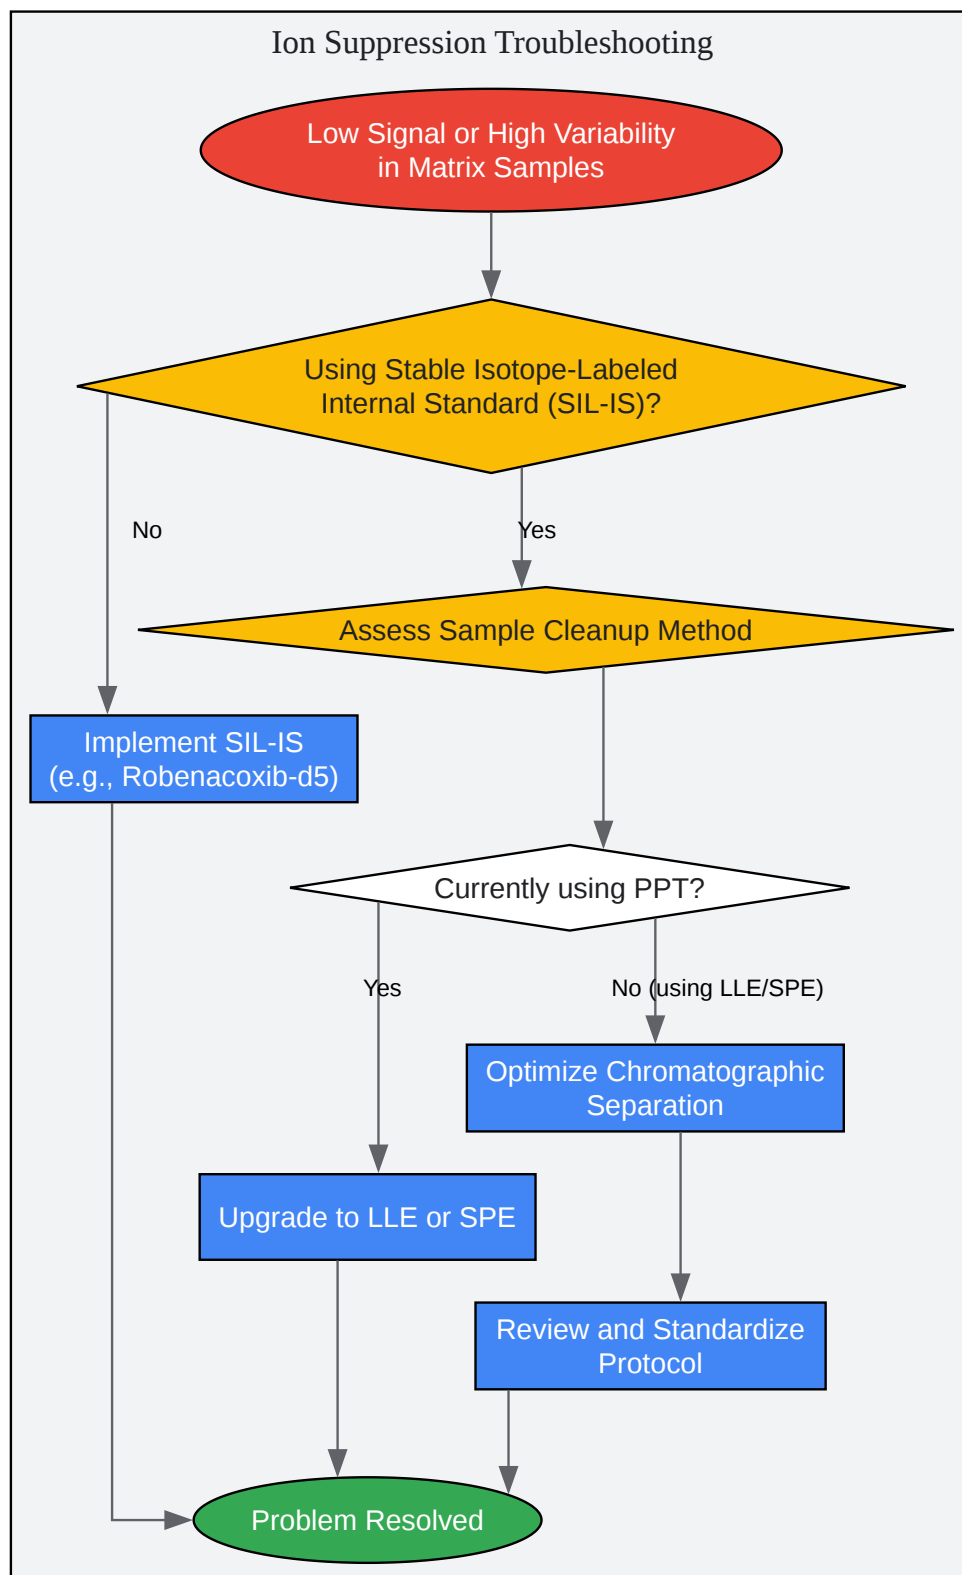 Ion Suppression Troubleshooting
Low Signal or High Variability
in Matrix Samples
Using Stable Isotope-Labeled
Internal Standard (SIL-IS)?
No
Yes
Assess Sample Cleanup Method
Implement SIL-IS
(e.g., Robenacoxib-d5)
Currently using PPT?
Yes
No (using LLE/SPE)
Optimize Chromatographic
Separation
Upgrade to LLE or SPE
Review and Standardize
Protocol
Problem Resolved